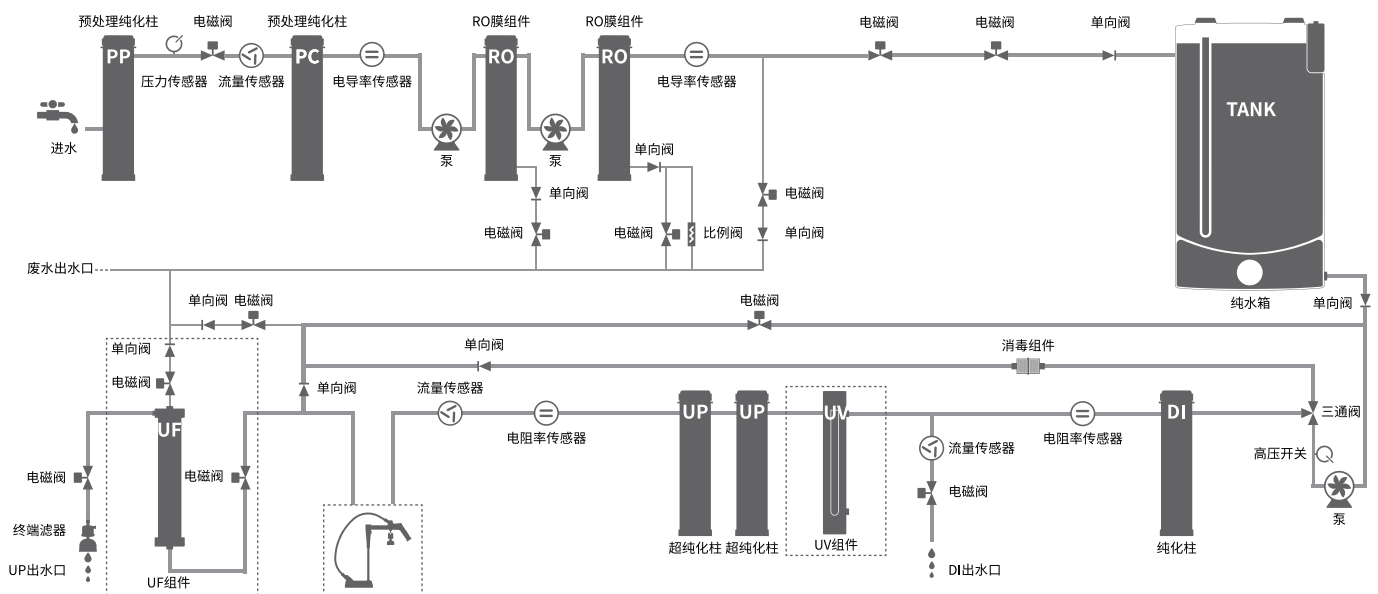 预处理纯化柱
电磁阀
预处理纯化柱
RO膜组件
RO膜组件
电磁阀
电磁阀
单向阀
PP
PC
RO
RO
压力传感器
流量传感器
电导率传感器
电导率传感器
TANK
进水
泵
泵
单向阀
单向阀
电磁阀
电磁阀
电磁阀
比例阀
单向阀
废水出水口
单向阀
电磁阀
电磁阀
纯水箱
单向阀
单向阀
单向阀
消毒组件
电磁阀
单向阀
流量传感器
UP
UP
UV
DI
三通阀
UF
电阻率传感器
电阻率传感器
流量传感器
高压开关
电磁阀
电磁阀
电磁阀
泵
终端滤器
超纯化柱
超纯化柱
UV组件
纯化柱
UP出水口
UF组件
DI出水口